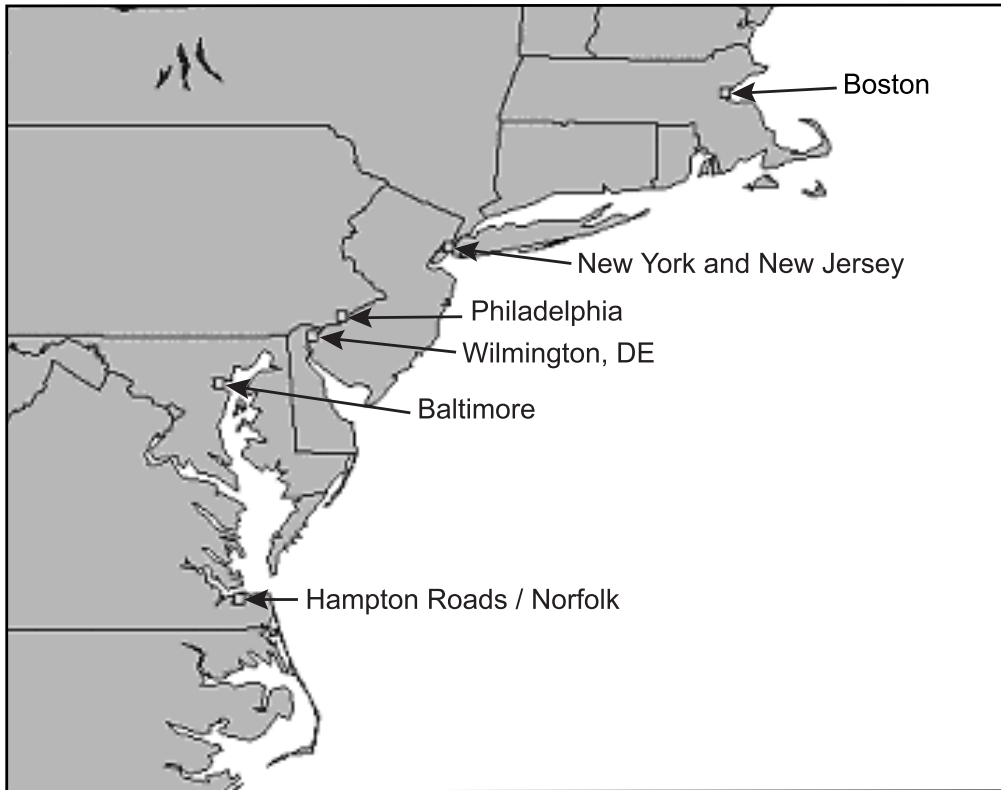 Boston
New York and New Jersey
Philadelphia
Wilmington, DE
Baltimore
Hampton Roads / Norfolk